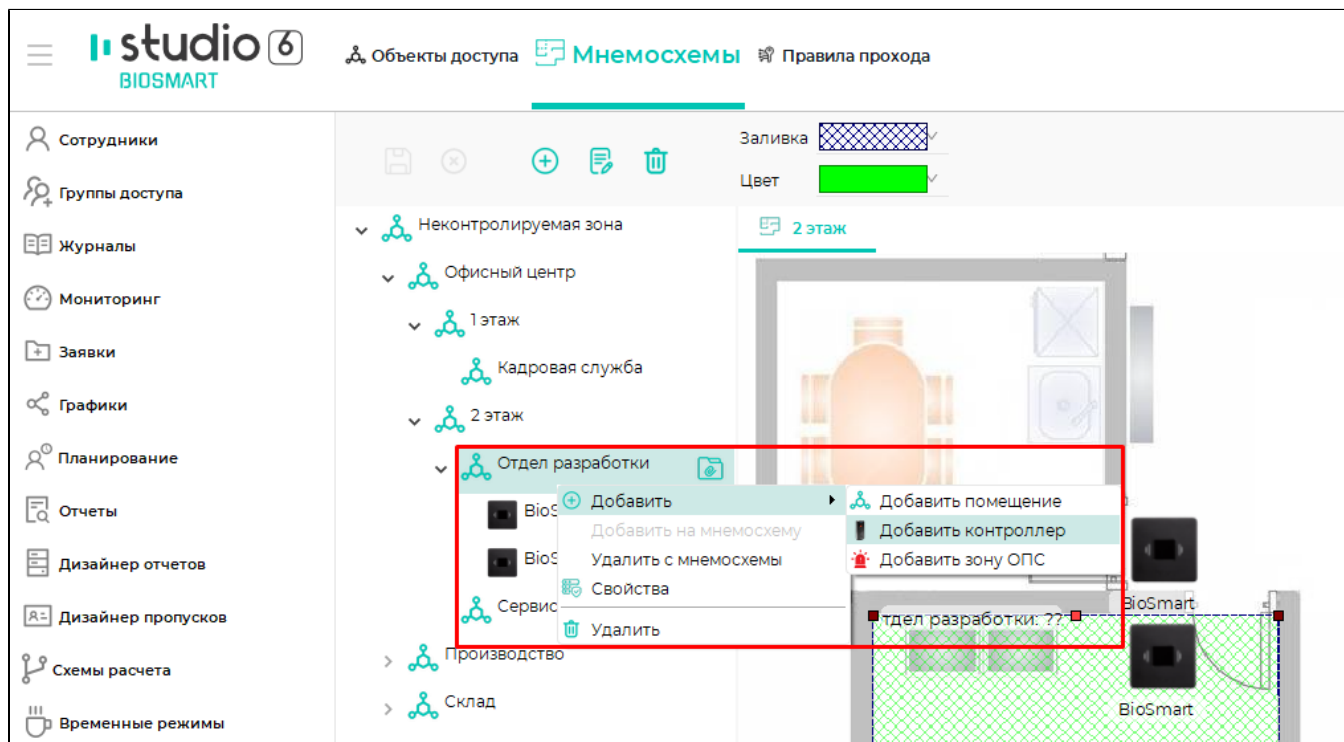 studio 6
BIOSMART
Объекты доступа
Мнемосхемы
Правила прохода
Сотрудники
Группы доступа
Журналы
Мониторинг
Заявки
Графики
Планирование
Отчеты
Дизайнер отчетов
Дизайнер пропусков
Схемы расчета
Временные режимы
Заливка
Цвет
Неконтролируемая зона
Офисный центр
1 этаж
Кадровая служба
2 этаж
Отдел разработки
BioS
BioS
Сервис
Производство
Склад
Добавить
Добавить на мнемосхему
Удалить с мнемосхемы
Свойства
Удалить
Добавить помещение
Добавить контроллер
Добавить зону ОПС
2 этаж
BioSmart
тдел разработки: ??
BioSmart